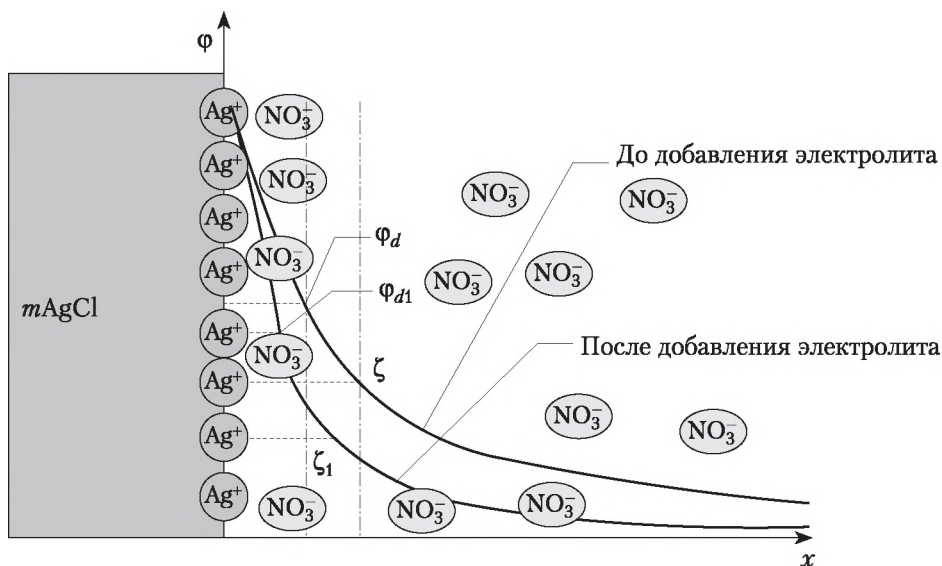 φ
Ag⁺
NO₃⁻
Ag⁺
NO₃⁻
До добавления электролита
Ag⁺
NO₃⁻
NO₃⁻
φd
NO₃⁻
Ag⁺
NO₃⁻
NO₃⁻
φd1
mAgCl
Ag⁺
NO₃⁻
После добавления электролита
Ag⁺
ζ
NO₃⁻
NO₃⁻
Ag⁺
ζ₁
Ag⁺
NO₃⁻
NO₃⁻
NO₃⁻
x